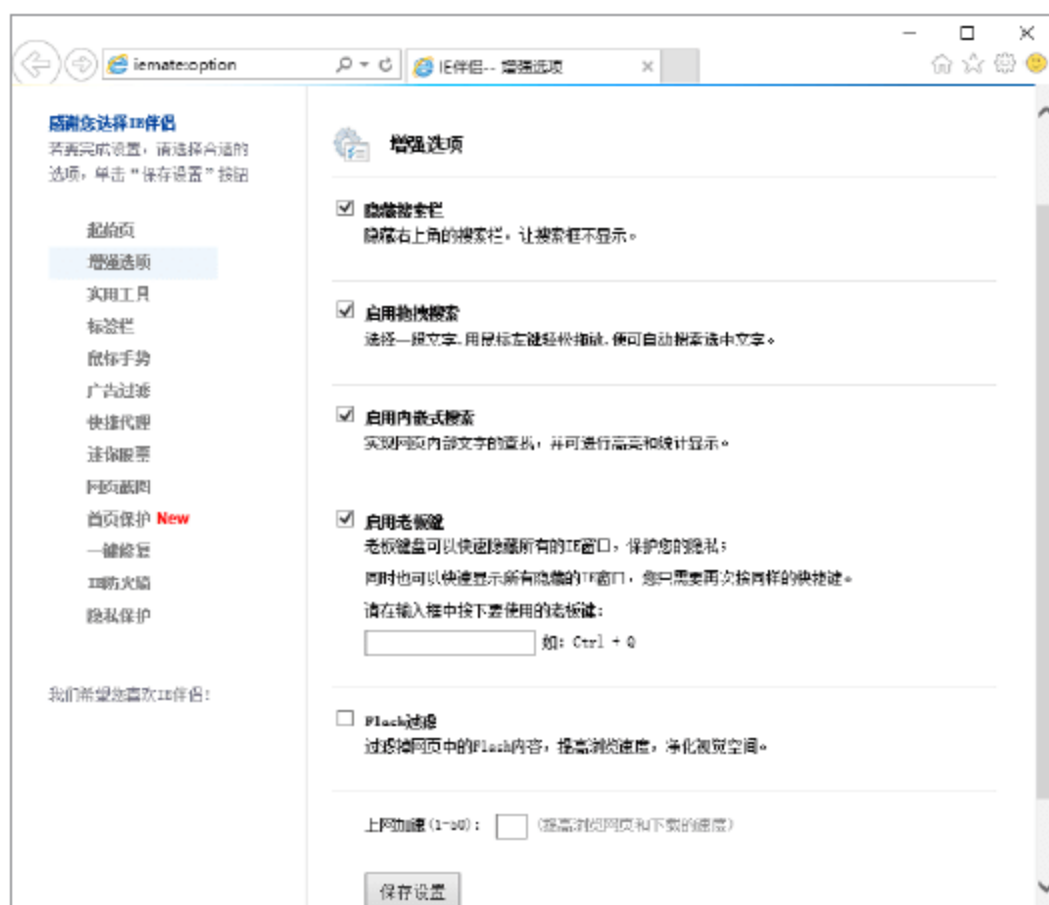 iemate:option
IE伴侣-- 增强选项
感谢您选择IE伴侣
若要完成设置，请选择合适的
选项，单击“保存设置”按钮
起始页
增强选项
实用工具
标签栏
鼠标手势
广告过滤
快捷代理
迷你股票
网页截图
首页保护 New
一键修复
IE防火墙
隐私保护
我们希望您喜欢IE伴侣！
增强选项
隐藏搜索栏
隐藏右上角的搜索栏，让搜索框不显示。
启用拖拽搜索
选择一段文字,用鼠标左键轻松拖放,便可自动搜索选中文字。
启用内嵌式搜索
实现网页内部文字的查找，并可进行高亮和统计显示。
启用老板键
老板键盘可以快速隐藏所有的IE窗口，保护您的隐私；
同时也可以快速显示所有隐藏的IE窗口，您只需要再次按同样的快捷键。
请在输入框中按下要使用的老板键：
如：Ctrl + Q
Flash过滤
过滤掉网页中的Flash内容，提高浏览速度，净化视觉空间。
上网加速(1-50)： (提高浏览网页和下载的速度)
保存设置